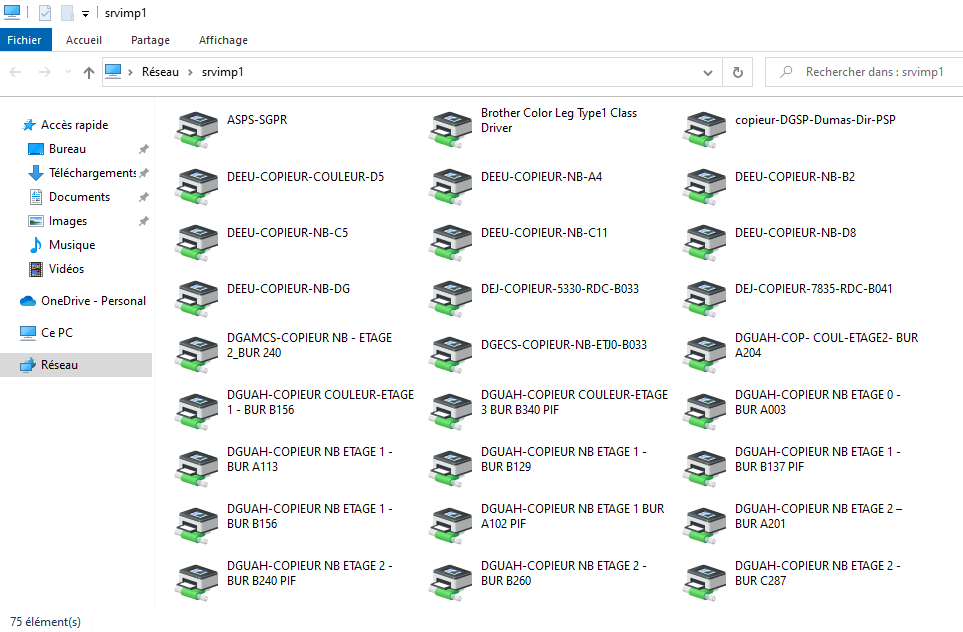 srvimp1
Fichier Accueil Partage Affichage
Réseau > srvimp1
Rechercher dans : srvimp1
Accès rapide
Bureau
Téléchargements
Documents
Images
Musique
Vidéos
OneDrive - Personal
Ce PC
Réseau
ASPS-SGPR
Brother Color Leg Type1 Class
Driver
copieur-DGSP-Dumas-Dir-PSP
DEEU-COPIEUR-COULEUR-D5
DEEU-COPIEUR-NB-A4
DEEU-COPIEUR-NB-B2
DEEU-COPIEUR-NB-C5
DEEU-COPIEUR-NB-C11
DEEU-COPIEUR-NB-D8
DEEU-COPIEUR-NB-DG
DEJ-COPIEUR-5330-RDC-B033
DEJ-COPIEUR-7835-RDC-B041
DGAMCS-COPIEUR NB - ETAGE
2_BUR 240
DGECS-COPIEUR-NB-ETJ0-B033
DGUAH-COP- COUL-ETAGE2- BUR
A204
DGUAH-COPIEUR COULEUR-ETAGE
1 - BUR B156
DGUAH-COPIEUR COULEUR-ETAGE
3 BUR B340 PIF
DGUAH-COPIEUR NB ETAGE 0 -
BUR A003
DGUAH-COPIEUR NB ETAGE 1 -
BUR A113
DGUAH-COPIEUR NB ETAGE 1 -
BUR B129
DGUAH-COPIEUR NB ETAGE 1 -
BUR B137 PIF
DGUAH-COPIEUR NB ETAGE 1 -
BUR B156
DGUAH-COPIEUR NB ETAGE 1 BUR
A102 PIF
DGUAH-COPIEUR NB ETAGE 2 –
BUR A201
DGUAH-COPIEUR NB ETAGE 2 -
BUR B240 PIF
DGUAH-COPIEUR NB ETAGE 2 -
BUR B260
DGUAH-COPIEUR NB ETAGE 2 -
BUR C287
75 élément(s)